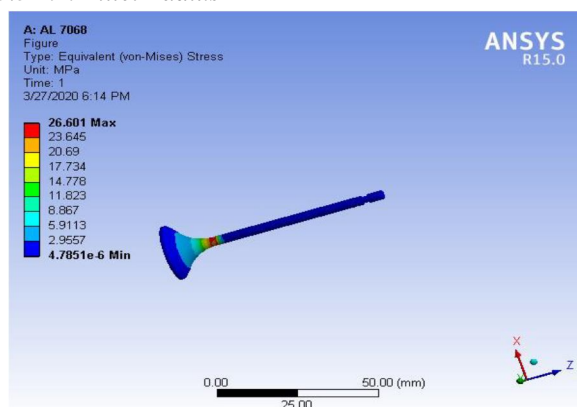 A: AL 7068
Figure
Type: Equivalent (von-Mises) Stress
Unit: MPa
Time: 1
3/27/2020 6:14 PM
ANSYS
R15.0
26.601 Max
23.645
20.69
17.734
14.778
11.823
8.867
5.9113
2.9557
4.7851e-6 Min
0.00
50.00 (mm)
25.00
X
Z